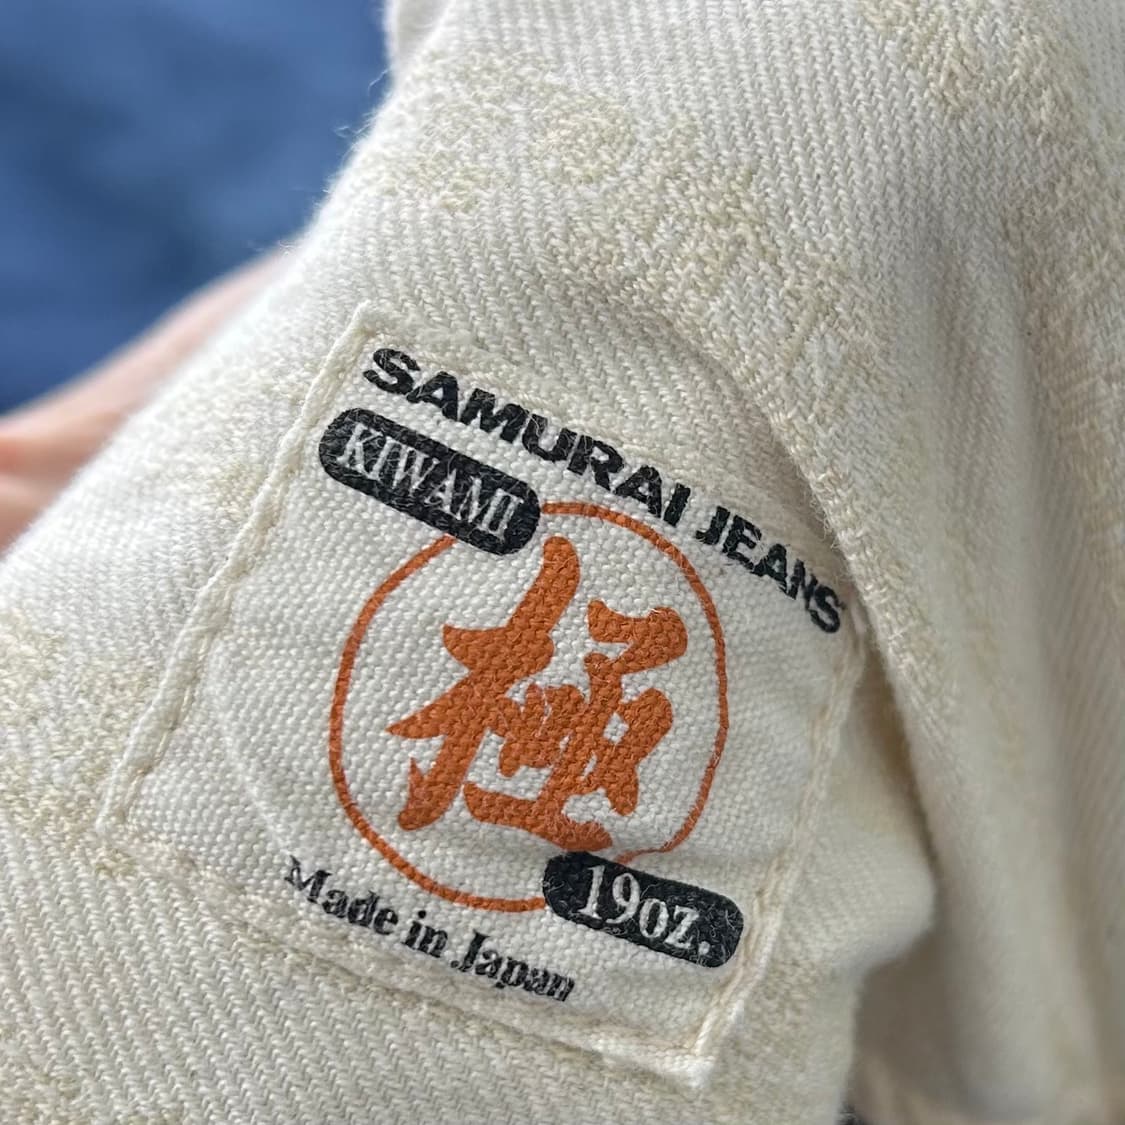 SAMURAI JEANS
KIWAMI
極
19oz.
Made in Japan